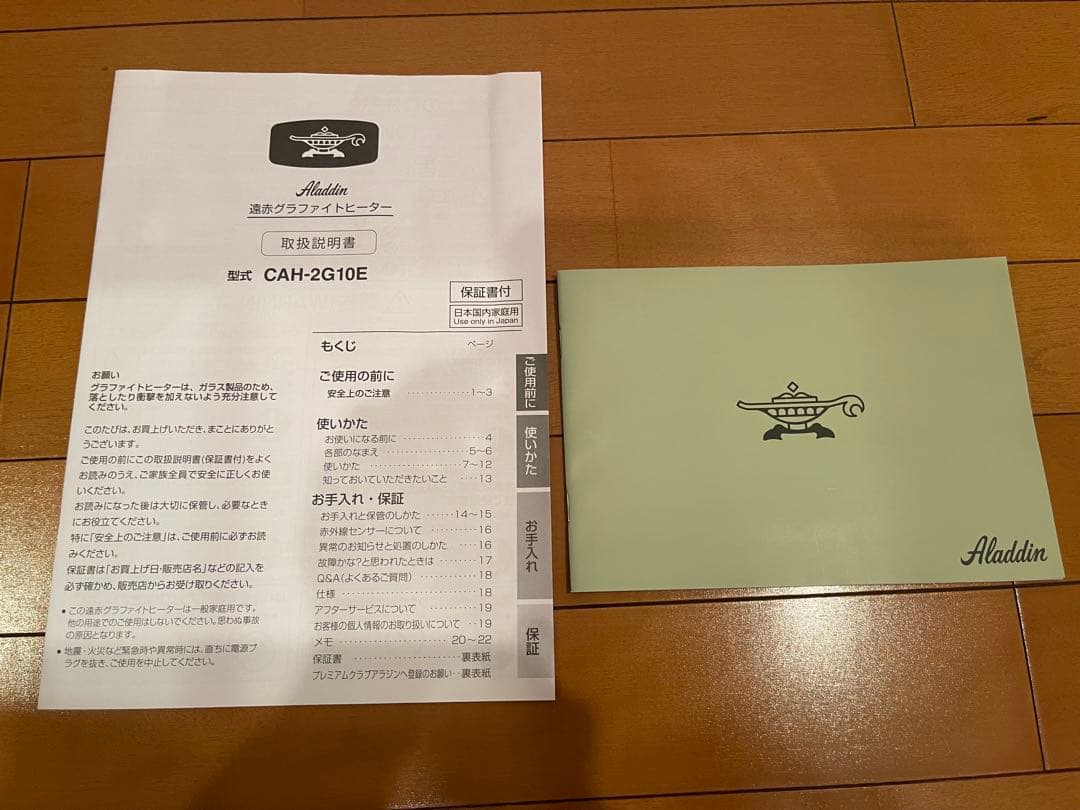 Aladdin
遠赤グラファイトヒーター
取扱説明書
型式 CAH-2G10E
保証書付
日本国内家庭用
Use only in Japan
お願い
グラファイトヒーターは、ガラス製品のため、
落としたり衝撃を加えないよう充分注意して
ください。
このたびは、お買上げいただき、まことにありがと
うございます。
ご使用の前にこの取扱説明書(保証書付)をよく
お読みのうえ、ご家族全員で安全に正しくお使
いください。
お読みになった後は大切に保管し、必要なとき
にお役立てください。
特に「安全上のご注意」は、ご使用前に必ずお読
みください。
保証書は「お買上げ日・販売店名」などの記入を
必ず確かめ、販売店からお受け取りください。
● この遠赤グラファイトヒーターは一般家庭用です。
他の用途でのご使用はしないでください。思わぬ事故
の原因となります。
● 地震・火災など緊急時や異常時には、直ちに電源プ
ラグを抜き、ご使用を中止してください。
もくじ ページ
ご使用の前に
安全上のご注意 ‥‥‥‥‥‥‥ 1〜3
使いかた
お使いになる前に ‥‥‥‥‥‥‥ 4
各部のなまえ ‥‥‥‥‥‥‥ 5〜6
使いかた ‥‥‥‥‥‥‥ 7〜12
知っておいていただきたいこと ‥‥ 13
お手入れ・保証
お手入れと保管のしかた ‥‥‥ 14〜15
赤外線センサーについて ‥‥‥‥‥ 16
異常のお知らせと処置のしかた ‥‥ 16
故障かな?と思われたときは ‥‥‥ 17
Q&A(よくあるご質問) ‥‥‥‥‥ 18
仕様 ‥‥‥‥‥‥‥‥‥‥‥ 18
アフターサービスについて ‥‥‥‥ 19
お客様の個人情報のお取り扱いについて ‥ 19
メモ ‥‥‥‥‥‥‥‥‥‥ 20〜22
保証書 ‥‥‥‥‥‥‥‥‥ 裏表紙
プレミアムクラブアラジンへ登録のお願い ‥ 裏表紙
ご使用前に
使いかた
お手入れ
保証
Aladdin